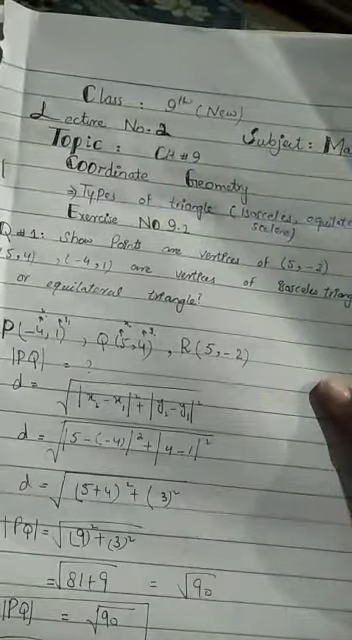 Class: 9th (New)
Lecture No. 2 Subject: Ma
Topic: CH # 9
Coordinate Geometry
⇒ Types of triangle (Isosceles, equilate
scalene)
Exercise No 9.2
Q # 1: Show Points are vertices of (5, -2)
(5,4), (-4,1) are vertices of Isosceles triang
or equilateral triangle?
P(-4, 1), Q(5,4), R(5,-2)
|PQ| = ?
d = √|x₂-x₁|²+|y₂-y₁|²
d = √|5-(-4)|²+|4-1|²
d = √(5+4)²+(3)²
|PQ| = √(9)²+(3)²
= √81+9 = √90
|PQ| = √90